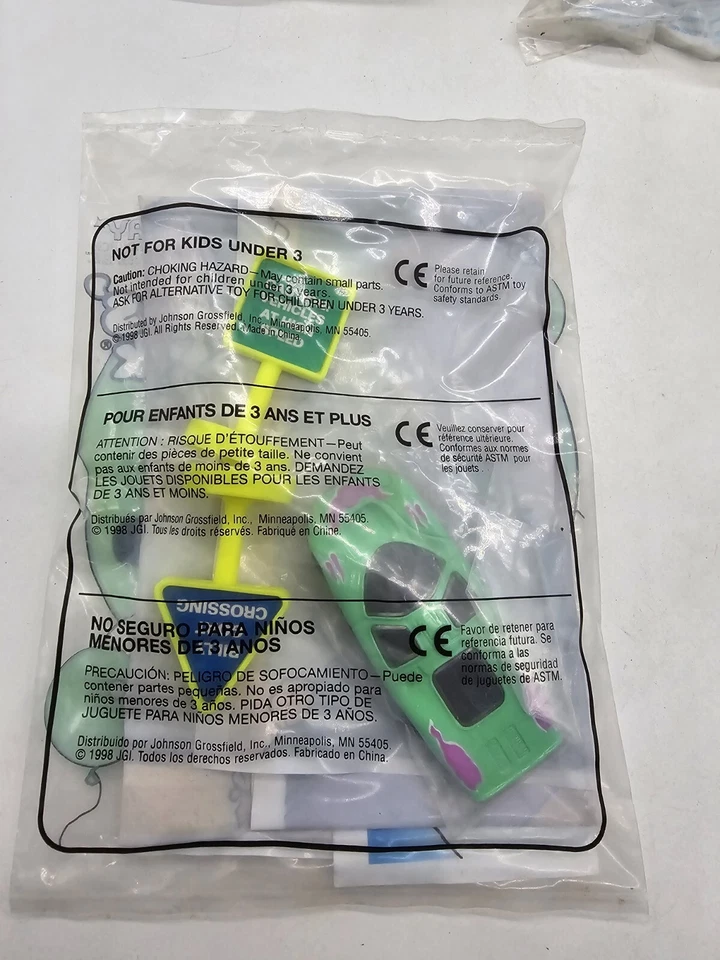 NOT FOR KIDS UNDER 3
Caution: CHOKING HAZARD—May contain small parts.
Not intended for children under 3 years.
ASK FOR ALTERNATIVE TOY FOR CHILDREN UNDER 3 YEARS.
Distributed by Johnson Grossfield, Inc., Minneapolis, MN 55405.
© 1998 JGI. All Rights Reserved. Made in China.
CE
Please retain
for future reference.
Conforms to ASTM toy
safety standards.
VEHICLES
AT
POUR ENFANTS DE 3 ANS ET PLUS
ATTENTION : RISQUE D'ÉTOUFFEMENT—Peut
contenir des pièces de petite taille. Ne convient
pas aux enfants de moins de 3 ans. DEMANDEZ
LES JOUETS DISPONIBLES POUR LES ENFANTS
DE 3 ANS ET MOINS.
Distribués par Johnson Grossfield, Inc., Minneapolis, MN 55405.
© 1998 JGI. Tous les droits réservés. Fabriqué en Chine.
CE
Veuillez conserver pour
référence ultérieure.
Conformes aux normes
de sécurité ASTM pour
les jouets.
CROSSING
NO SEGURO PARA NIÑOS
MENORES DE 3 AÑOS
PRECAUCIÓN: PELIGRO DE SOFOCAMIENTO—Puede
contener partes pequeñas. No es apropiado para
niños menores de 3 años. PIDA OTRO TIPO DE
JUGUETE PARA NIÑOS MENORES DE 3 AÑOS.
Distribuido por Johnson Grossfield, Inc., Minneapolis, MN 55405.
© 1998 JGI. Todos los derechos reservados. Fabricado en China.
CE
Favor de retener para
referencia futura. Se
conforma a las
normas de seguridad
de juguetes de ASTM.